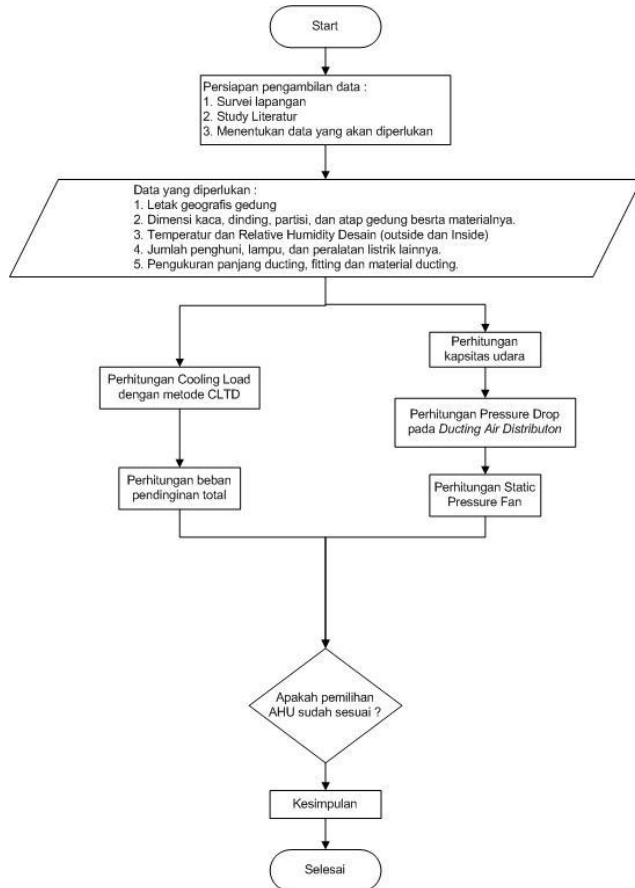 Start
Persiapan pengambilan data :
1. Survei lapangan
2. Study Literatur
3. Menentukan data yang akan diperlukan
Data yang diperlukan :
1. Letak geografis gedung
2. Dimensi kaca, dinding, partisi, dan atap gedung besrta materialnya.
3. Temperatur dan Relative Humidity Desain (outside dan Inside)
4. Jumlah penghuni, lampu, dan peralatan listrik lainnya.
5. Pengukuran panjang ducting, fitting dan material ducting.
Perhitungan Cooling Load
dengan metode CLTD
Perhitungan beban
pendinginan total
Perhitungan
kapsitas udara
Perhitungan Pressure Drop
pada Ducting Air Distributon
Perhitungan Static
Pressure Fan
Apakah pemilihan
AHU sudah sesuai ?
Kesimpulan
Selesai